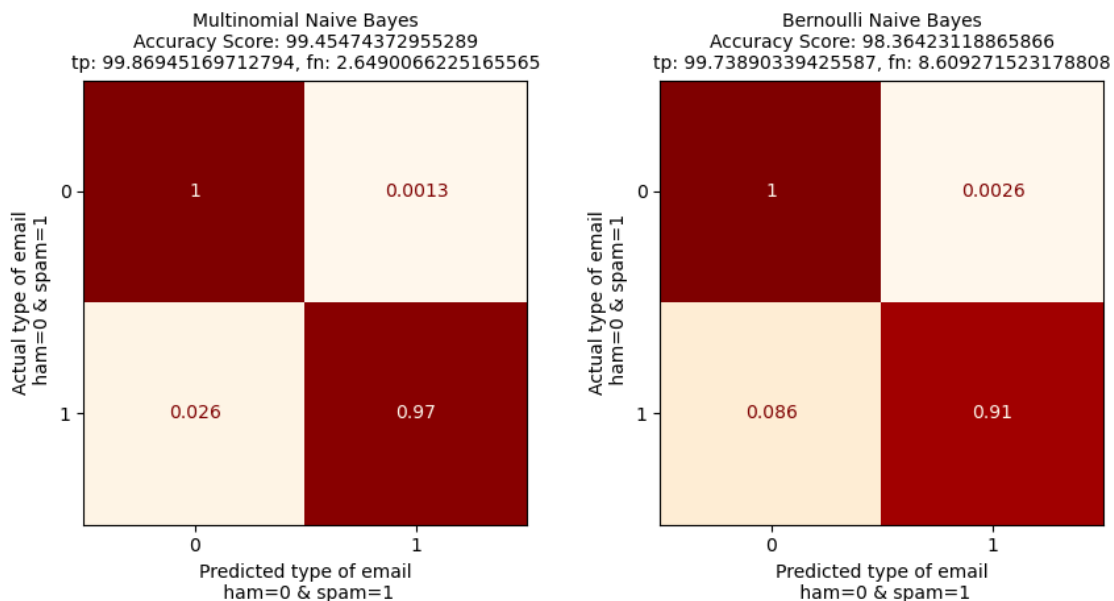 Multinomial Naive Bayes
Accuracy Score: 99.45474372955289
tp: 99.86945169712794, fn: 2.6490066225165565
0
1
0.0013
1
0.026
0.97
Actual type of email
ham=0 & spam=1
0
1
Predicted type of email
ham=0 & spam=1
Bernoulli Naive Bayes
Accuracy Score: 98.36423118865866
tp: 99.73890339425587, fn: 8.609271523178808
0
1
0.0026
1
0.086
0.91
Actual type of email
ham=0 & spam=1
0
1
Predicted type of email
ham=0 & spam=1